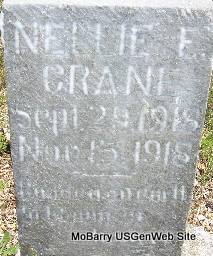 NELLIE E.
CRANE
Sept 29, 1918
Nov. 15 1918
MoBarry USGenWeb Site